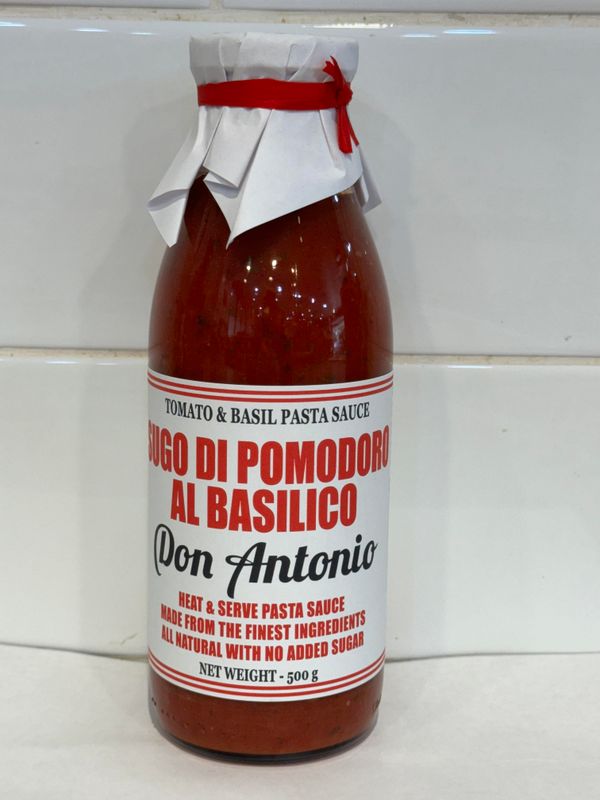 TOMATO & BASIL PASTA SAUCE
SUGO DI POMODORO
AL BASILICO
Don Antonio
HEAT & SERVE PASTA SAUCE
MADE FROM THE FINEST INGREDIENTS
ALL NATURAL WITH NO ADDED SUGAR
NET WEIGHT - 500 g